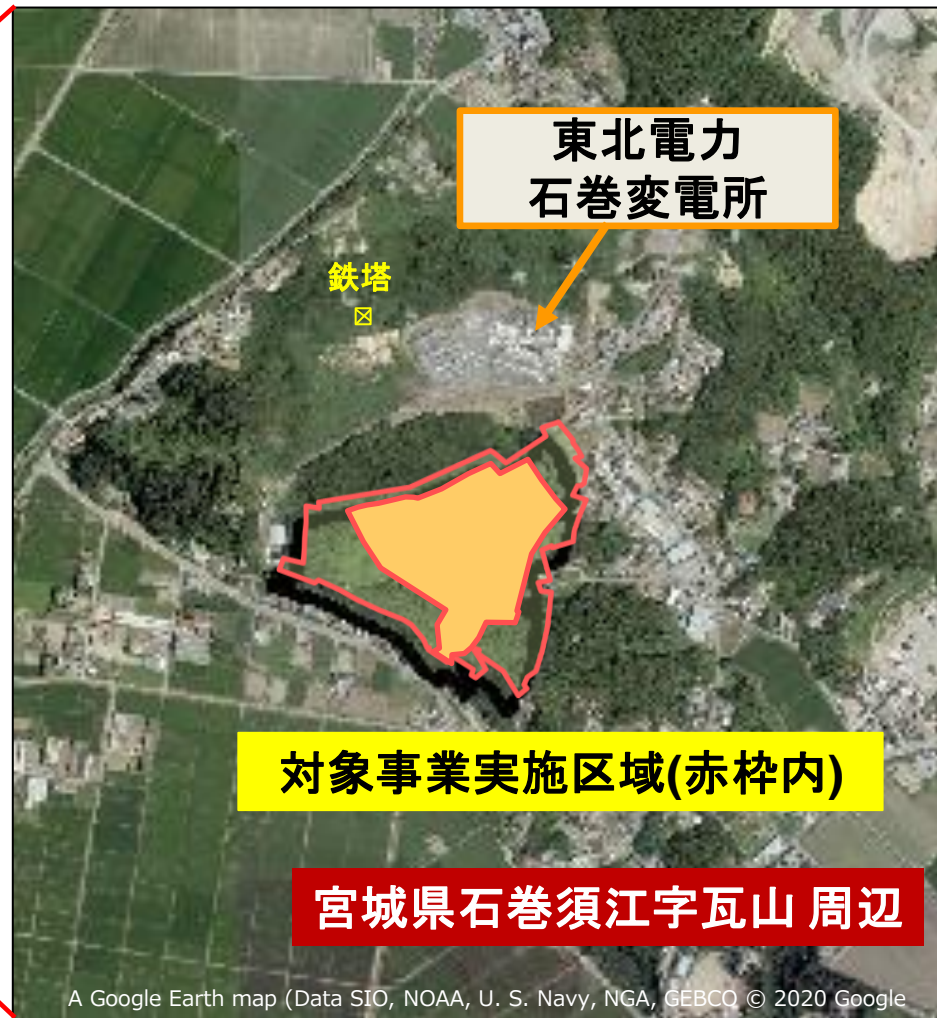 東北電力
石巻変電所
鉄塔
対象事業実施区域(赤枠内)
宮城県石巻須江字瓦山 周辺
A Google Earth map (Data SIO, NOAA, U. S. Navy, NGA, GEBCO © 2020 Google